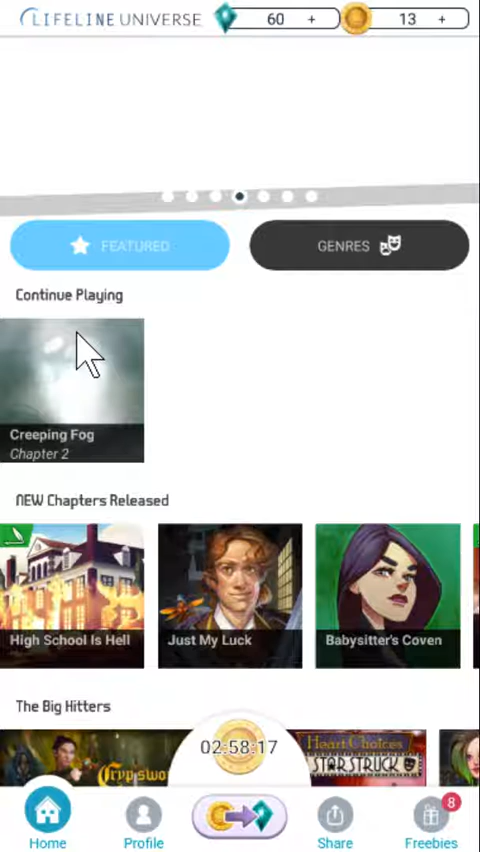 LIFELINE UNIVERSE
60 +
13 +
FEATURED
GENRES
Continue Playing
Creeping Fog
Chapter 2
NEW Chapters Released
High School Is Hell
Just My Luck
Babysitter's Coven
The Big Hitters
Crypswo
Heart Choices
STARSTRUCK
02:58:17
8
Home
Profile
Share
Freebies